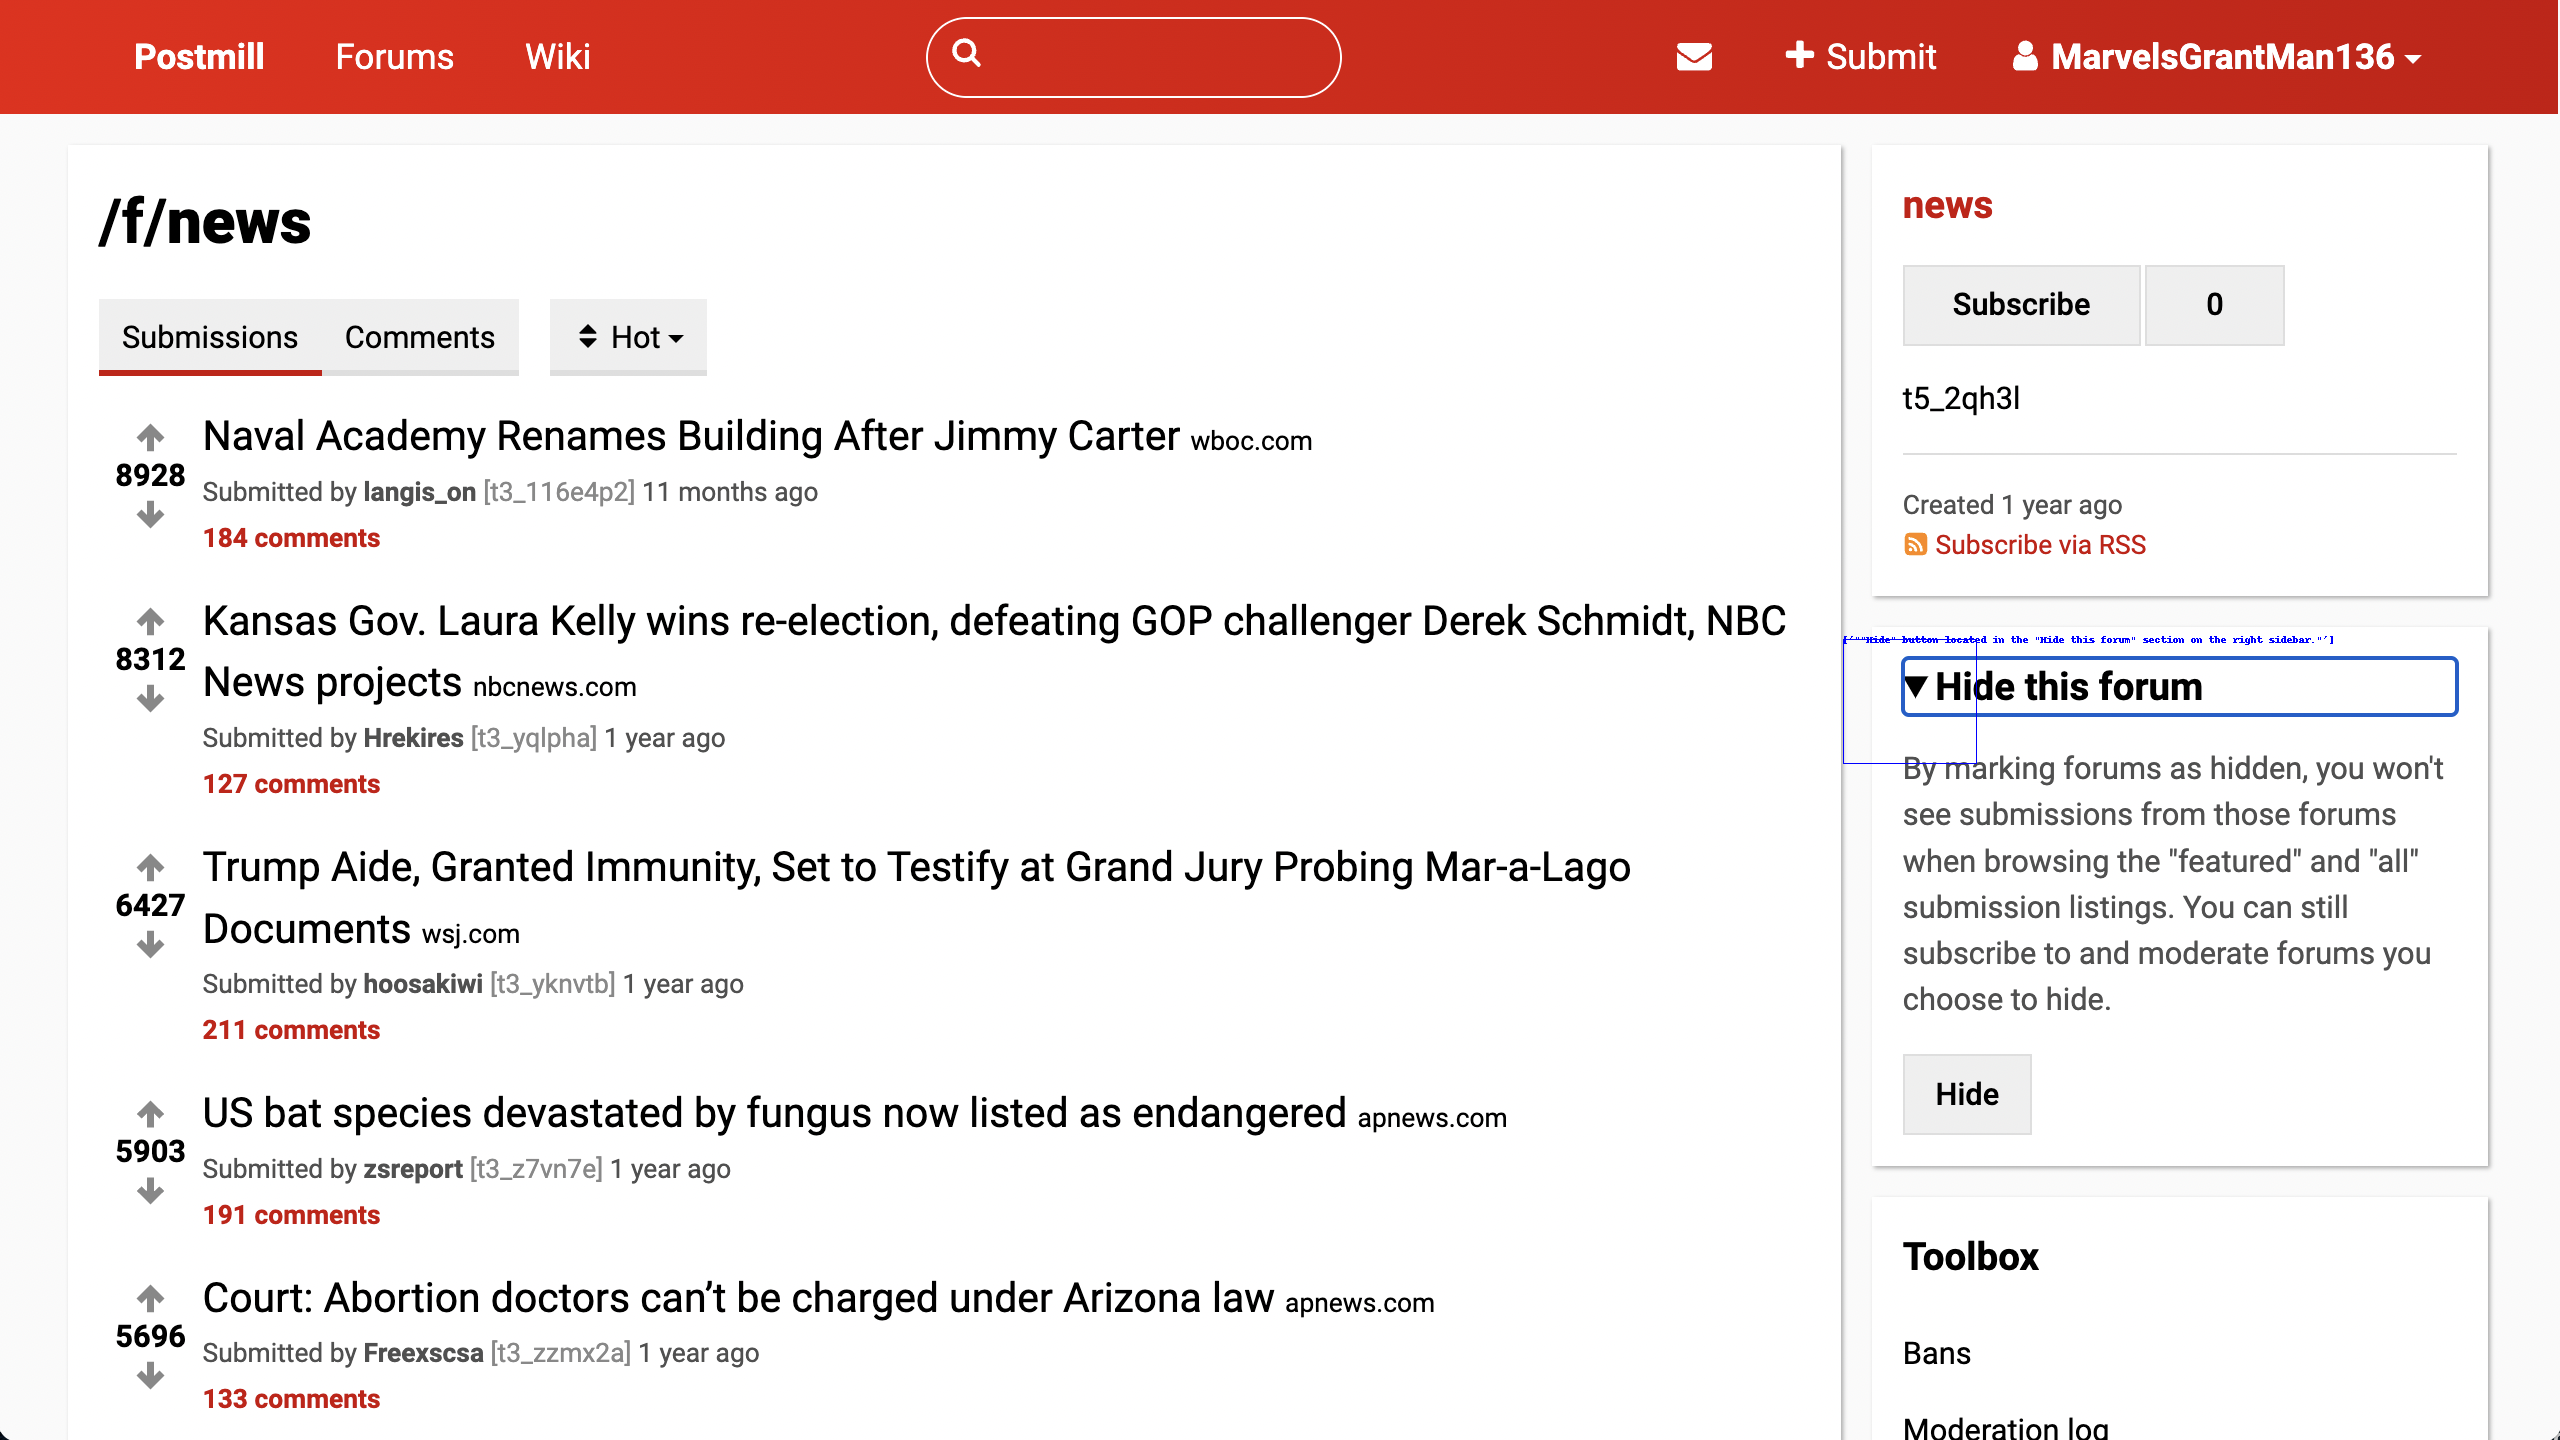 Postmill
Forums
Wiki
Submit
MarvelsGrantMan136
/f/news
Submissions
Comments
Hot
8928
Naval Academy Renames Building After Jimmy Carter wboc.com
Submitted by langis_on [t3_116e4p2] 11 months ago
184 comments
8312
Kansas Gov. Laura Kelly wins re-election, defeating GOP challenger Derek Schmidt, NBC
News projects nbcnews.com
Submitted by Hrekires [t3_yqlpha] 1 year ago
127 comments
6427
Trump Aide, Granted Immunity, Set to Testify at Grand Jury Probing Mar-a-Lago
Documents wsj.com
Submitted by hoosakiwi [t3_yknvtb] 1 year ago
211 comments
5903
US bat species devastated by fungus now listed as endangered apnews.com
Submitted by zsreport [t3_z7vn7e] 1 year ago
191 comments
5696
Court: Abortion doctors can’t be charged under Arizona law apnews.com
Submitted by Freexscsa [t3_zzmx2a] 1 year ago
133 comments
news
Subscribe
0
t5_2qh3l
Created 1 year ago
Subscribe via RSS
[´"“Hide" button located in the "Hide this forum" section on the right sidebar."´]
Hide this forum
By marking forums as hidden, you won't
see submissions from those forums
when browsing the "featured" and "all"
submission listings. You can still
subscribe to and moderate forums you
choose to hide.
Hide
Toolbox
Bans
Moderation log